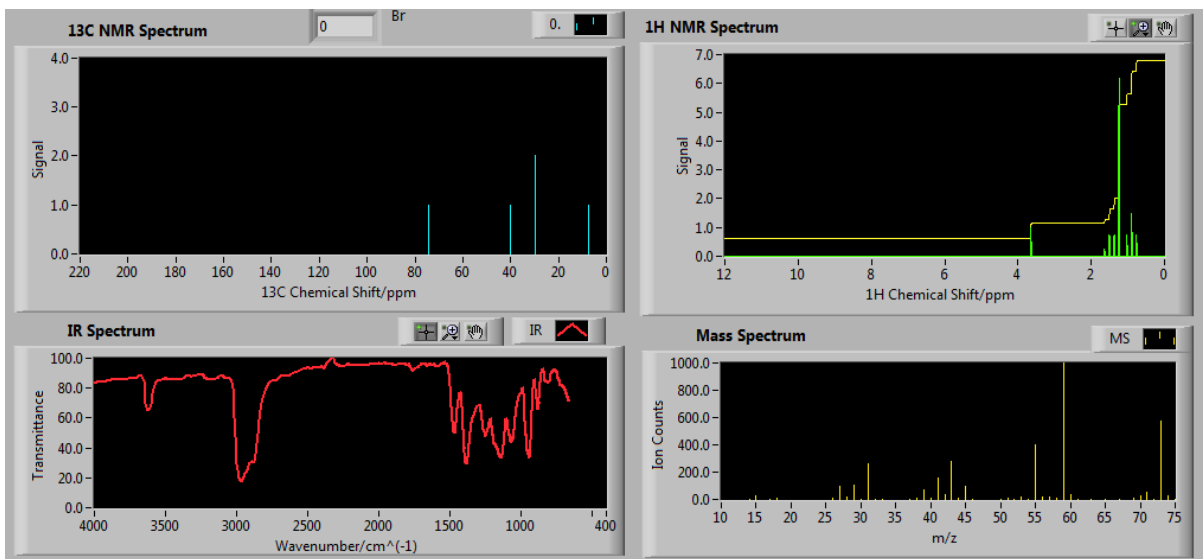 13C NMR Spectrum
0
Br
0.
4.0
3.0
2.0
1.0
0.0
Signal
220 200 180 160 140 120 100 80 60 40 20 0
13C Chemical Shift/ppm
1H NMR Spectrum
7.0
6.0
5.0
4.0
3.0
2.0
1.0
0.0
Signal
12 10 8 6 4 2 0
1H Chemical Shift/ppm
IR Spectrum
IR
100.0
80.0
60.0
40.0
20.0
0.0
Transmittance
4000 3500 3000 2500 2000 1500 1000 400
Wavenumber/cm^(-1)
Mass Spectrum
MS
1000.0
800.0
600.0
400.0
200.0
0.0
Ion Counts
10 15 20 25 30 35 40 45 50 55 60 65 70 75
m/z